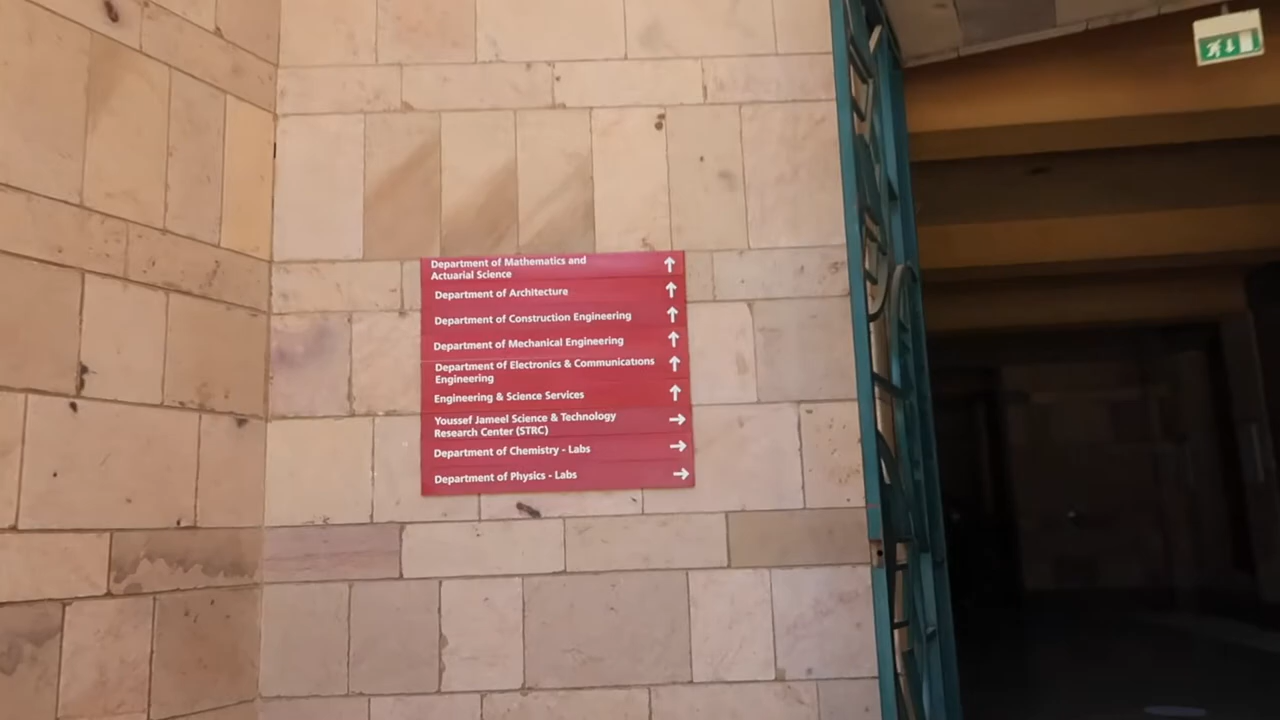 Department of Mathematics and
Actuarial Science
Department of Architecture
Department of Construction Engineering
Department of Mechanical Engineering
Department of Electronics & Communications
Engineering
Engineering & Science Services
Youssef Jameel Science & Technology
Research Center (STRC)
Department of Chemistry - Labs
Department of Physics - Labs